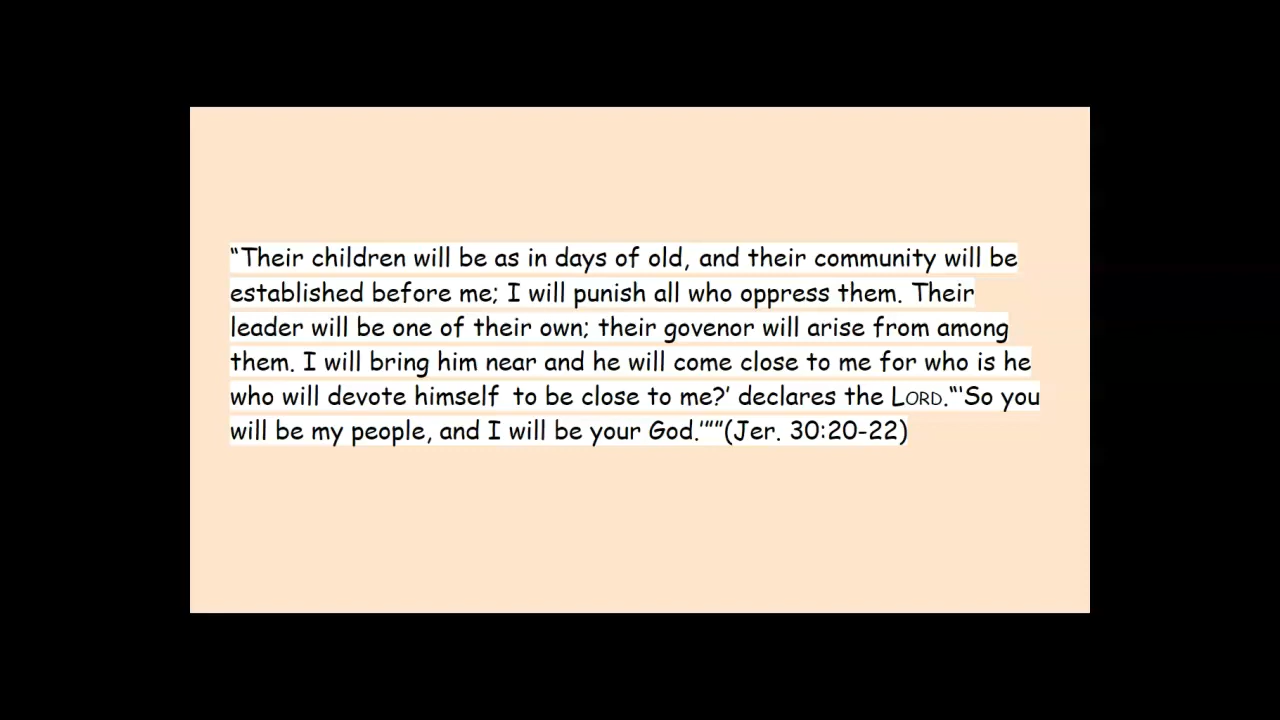 “Their children will be as in days of old, and their community will be
established before me; I will punish all who oppress them. Their
leader will be one of their own; their govenor will arise from among
them. I will bring him near and he will come close to me for who is he
who will devote himself  to be close to me?’ declares the LORD.“‘So you
will be my people, and I will be your God.’”“”(Jer. 30:20-22)